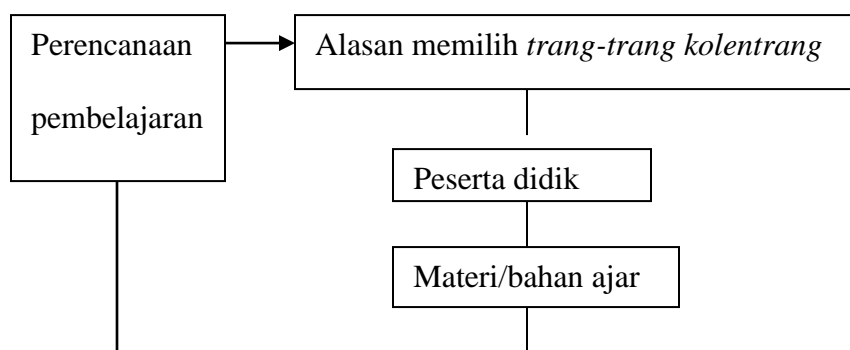 Perencanaan
pembelajaran
Alasan memilih trang-trang kolentrang
Peserta didik
Materi/bahan ajar